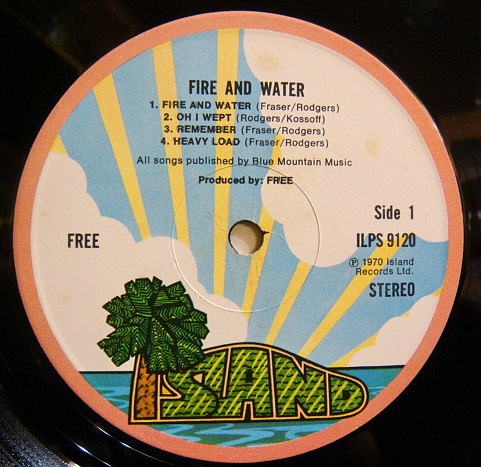 FIRE AND WATER
1. FIRE AND WATER (Fraser/Rodgers)
2. OH I WEPT (Rodgers/Kossoff)
3. REMEMBER (Fraser/Rodgers)
4. HEAVY LOAD (Fraser/Rodgers)
All songs published by Blue Mountain Music
Produced by: FREE
Side 1
FREE
ILPS 9120
Ⓟ 1970 Island
Records Ltd.
STEREO
ISLAND